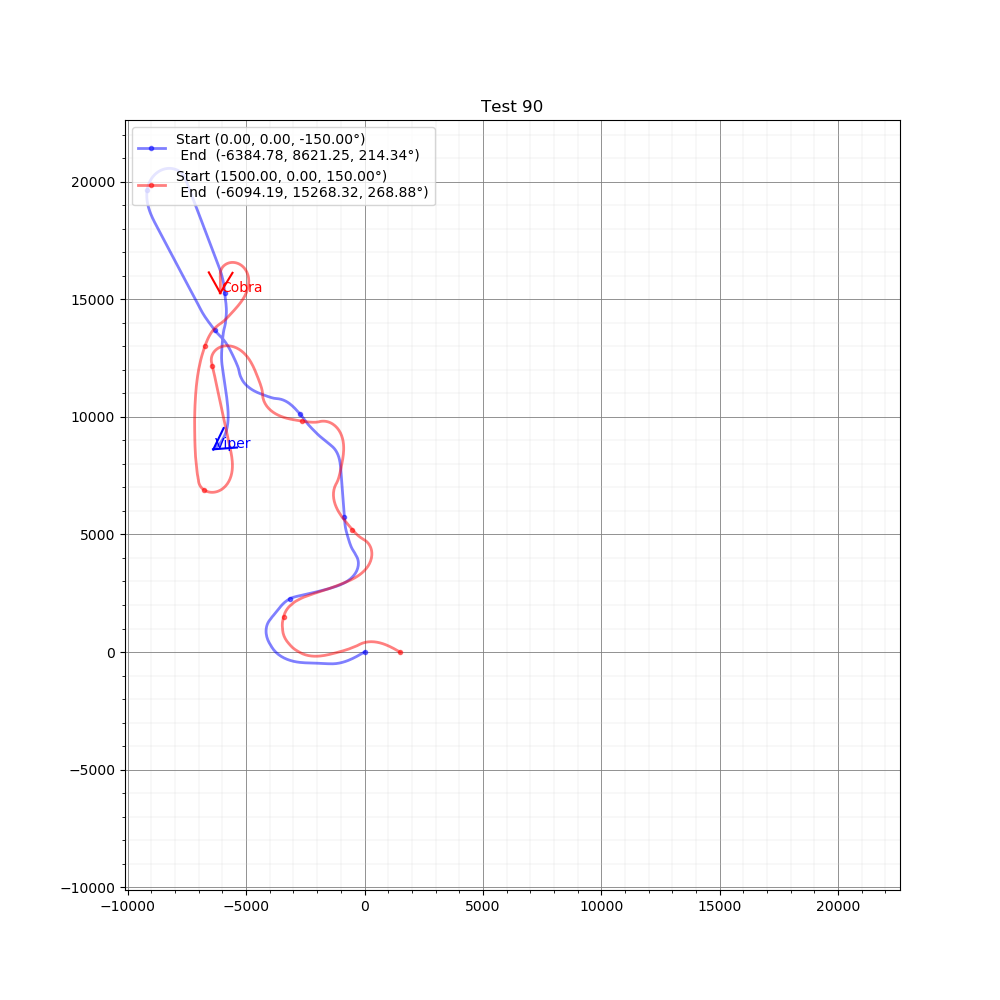 Test 90
Start (0.00, 0.00, -150.00°)
End (-6384.78, 8621.25, 214.34°)
Start (1500.00, 0.00, 150.00°)
End (-6094.19, 15268.32, 268.88°)
20000
15000
10000
5000
0
−5000
−10000
Cobra
Viper
−10000
−5000
0
5000
10000
15000
20000